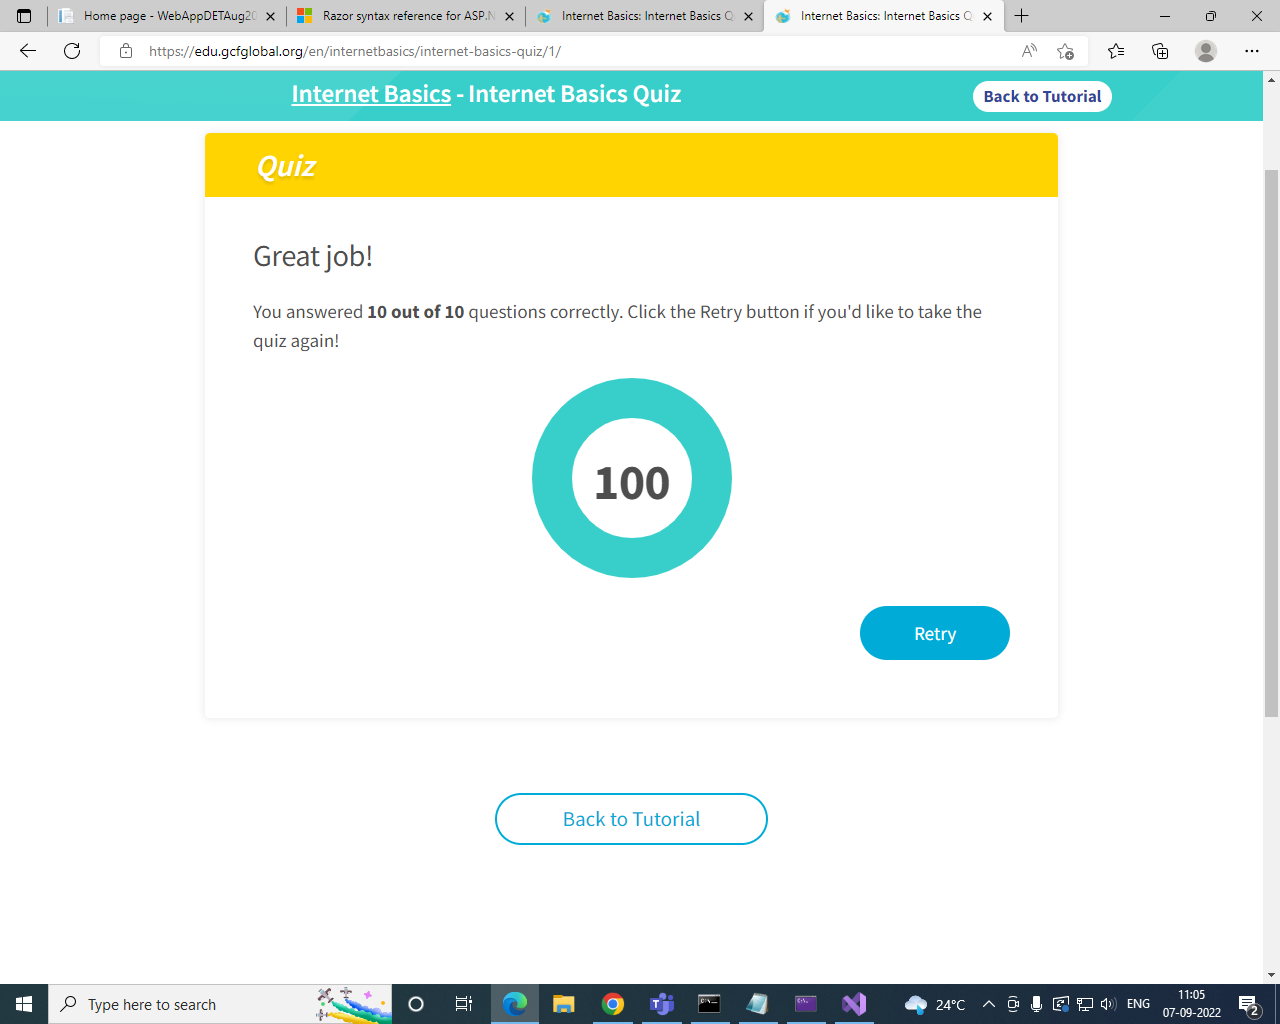 Home page - WebAppDETAug20
Razor syntax reference for ASP.N
Internet Basics: Internet Basics Q
Internet Basics: Internet Basics Q
https://edu.gcfglobal.org/en/internetbasics/internet-basics-quiz/1/
Internet Basics - Internet Basics Quiz
Back to Tutorial
Quiz
Great job!
You answered 10 out of 10 questions correctly. Click the Retry button if you'd like to take the
quiz again!
100
Retry
Back to Tutorial
Type here to search
24°C
ENG
11:05
07-09-2022
2